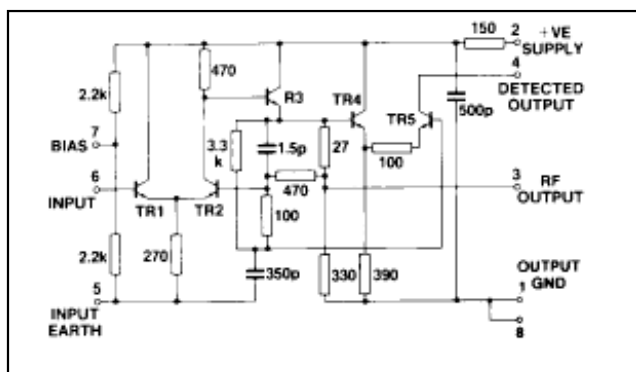 150
2
+VE
SUPPLY
4
DETECTED
OUTPUT
470
2.2k
R3
TR4
TR5
500p
7
BIAS
3.3
k
1.5p
27
100
6
INPUT
470
3
RF
OUTPUT
TR1
TR2
100
2.2k
270
350p
330
390
5
INPUT
EARTH
OUTPUT
GND
1
8